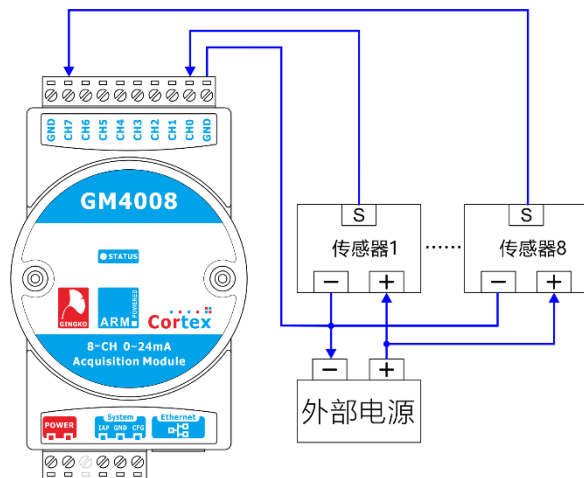 GND CH7 CH6 CH5 CH4 CH3 CH2 CH1 CH0 GND
GM4008
STATUS
GINGKO
ARM POWERED
Cortex
8-CH 0~24mA
Acquisition Module
POWER
System
IAP GND CFG
Ethernet
S
传感器1
- +
……
S
传感器8
- +
- +
外部电源